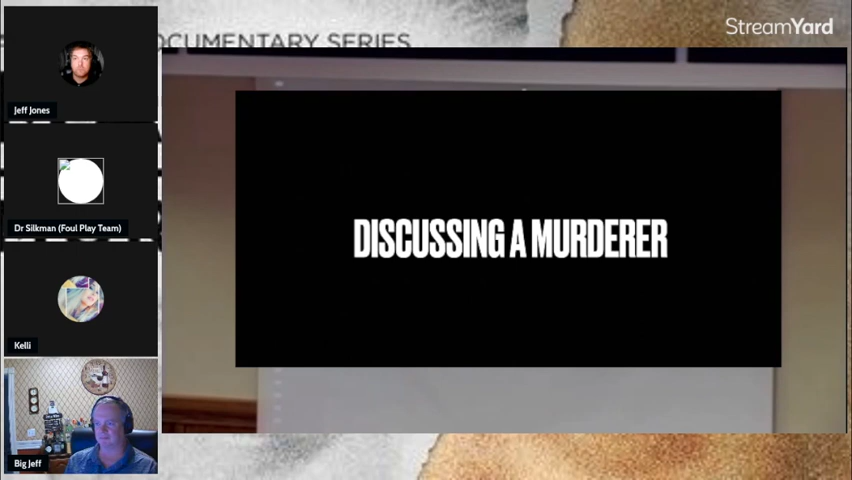 StreamYard
DOCUMENTARY SERIES
Jeff Jones
DISCUSSING A MURDERER
Dr Silkman (Foul Play Team)
Kelli
Big Jeff